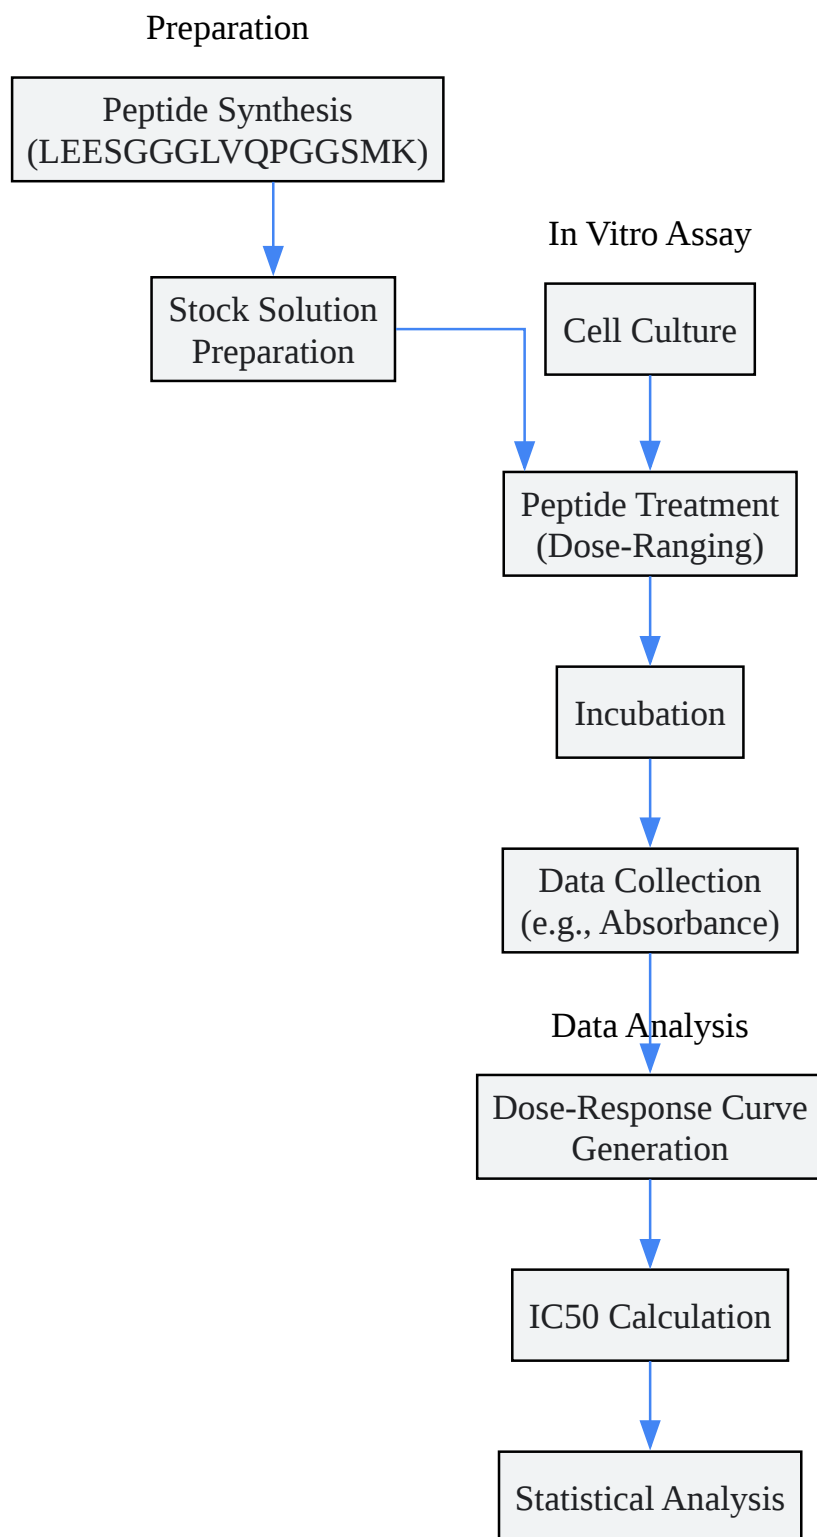 Preparation
Peptide Synthesis
(LEESGGGLVQPGGSMK)
In Vitro Assay
Stock Solution
Preparation
Cell Culture
Peptide Treatment
(Dose-Ranging)
Incubation
Data Collection
(e.g., Absorbance)
Data Analysis
Dose-Response Curve
Generation
IC50 Calculation
Statistical Analysis